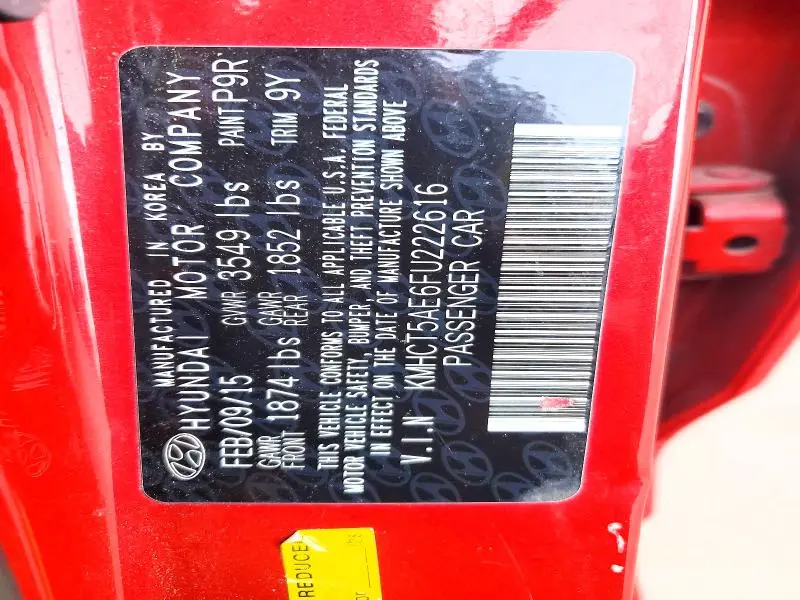 MANUFACTURED IN KOREA BY
HYUNDAI MOTOR COMPANY
FEB/09/15 GVWR 3549 lbs PAINT P9R
GAWR FRONT 1874 lbs GAWR REAR 1852 lbs TRIM 9Y
THIS VEHICLE CONFORMS TO ALL APPLICABLE U.S.A. FEDERAL
MOTOR VEHICLE SAFETY, BUMPER, AND THEFT PREVENTION STANDARDS
IN EFFECT ON THE DATE OF MANUFACTURE SHOWN ABOVE
V.I.N KMHCT5AE6FU222616
PASSENGER CAR
REDUCE